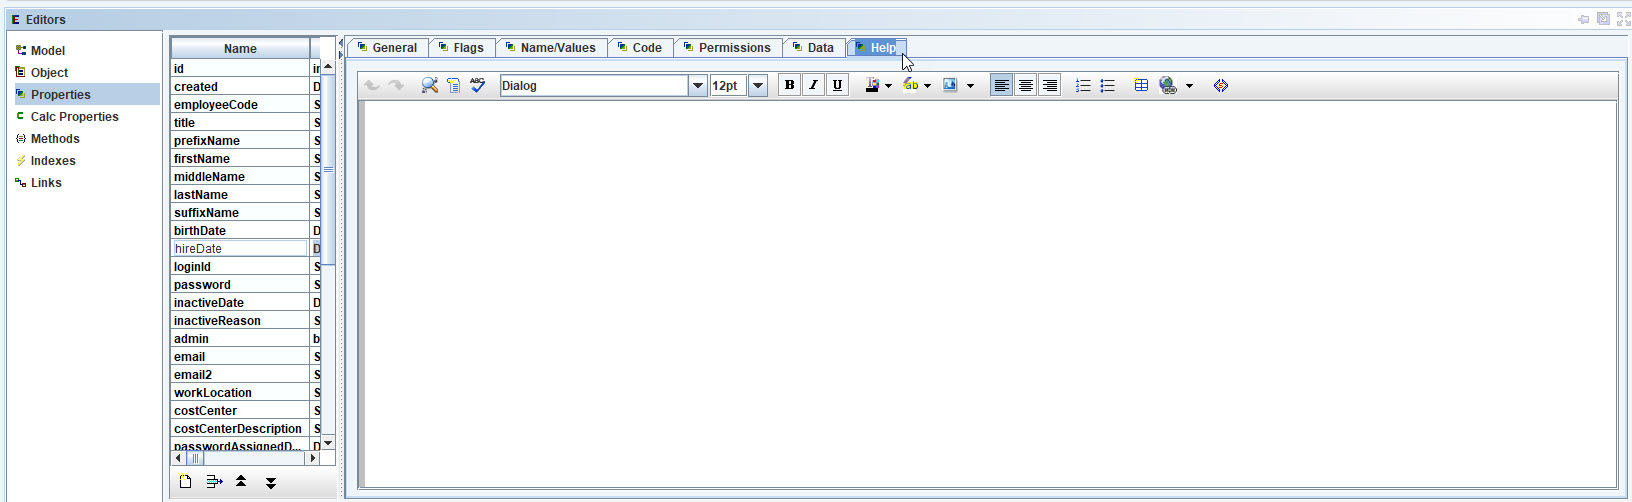 Editors
Model
Object
Properties
Calc Properties
Methods
Indexes
Links
Name
id
created D
employeeCode S
title S
prefixName S
firstName S
middleName S
lastName S
suffixName S
birthDate D
hireDate D
loginId S
password S
inactiveDate D
inactiveReason S
admin b
email S
email2 S
workLocation S
costCenter S
costCenterDescription S
passwordAssignedD... D
General Flags Name/Values Code Permissions Data Help
ABC Dialog 12pt B I U ab